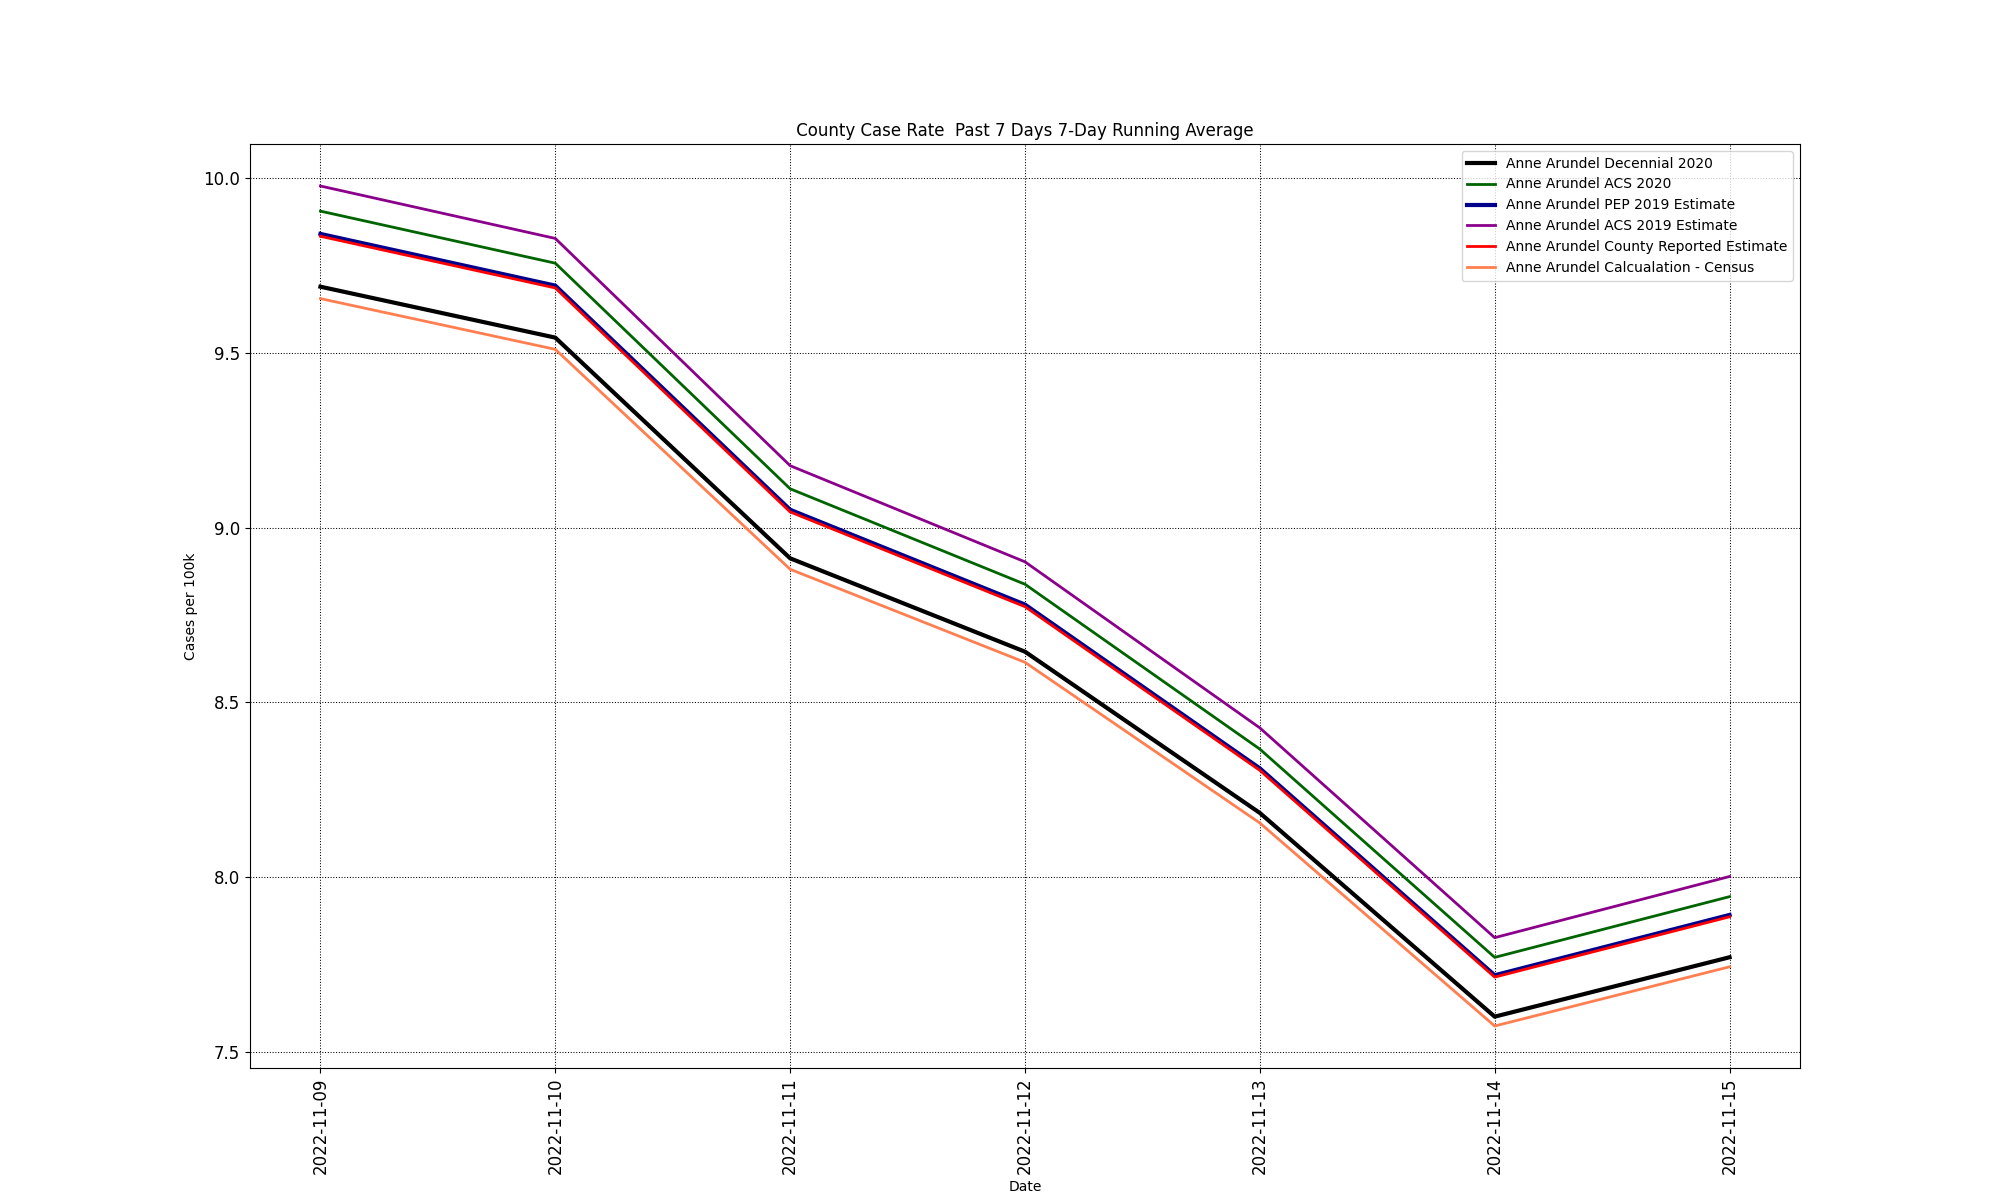 County Case Rate  Past 7 Days 7-Day Running Average
Anne Arundel Decennial 2020
Anne Arundel ACS 2020
Anne Arundel PEP 2019 Estimate
Anne Arundel ACS 2019 Estimate
Anne Arundel County Reported Estimate
Anne Arundel Calcualation - Census
10.0
9.5
9.0
8.5
8.0
7.5
Cases per 100k
2022-11-09
2022-11-10
2022-11-11
2022-11-12
2022-11-13
2022-11-14
2022-11-15
Date